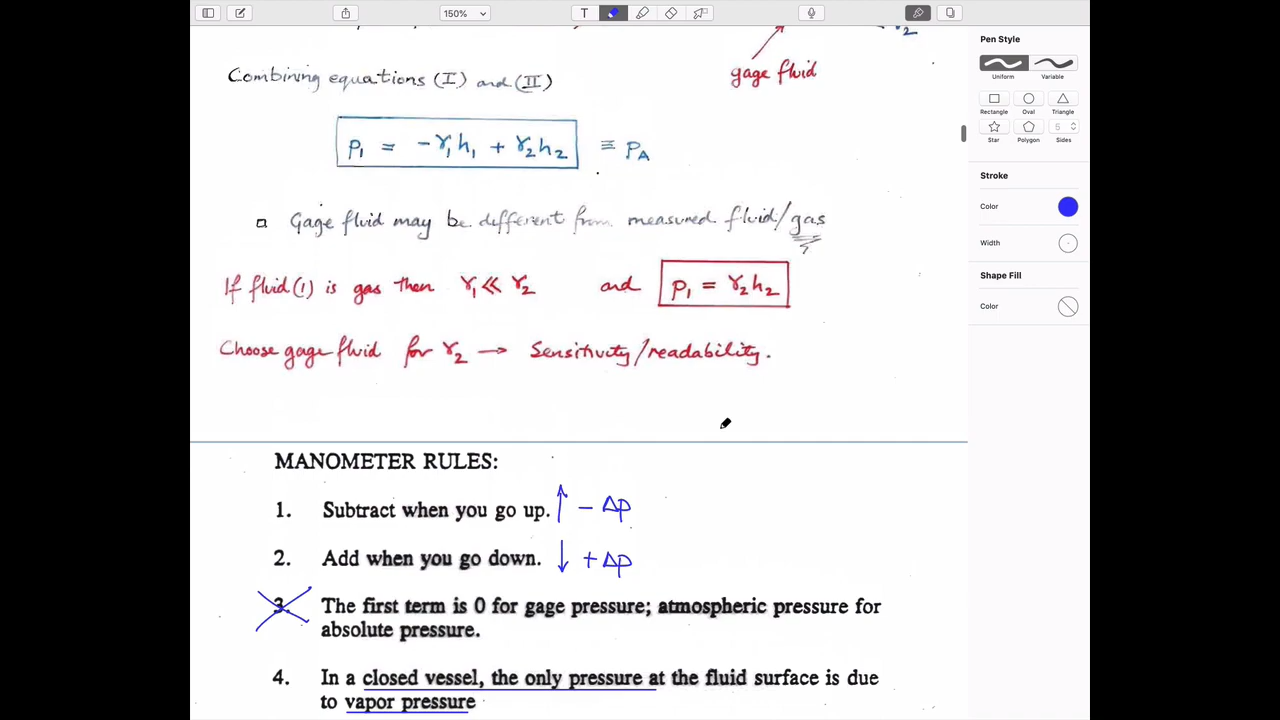 150%
T
Pen Style
Uniform
Variable
Rectangle
Oval
Triangle
Star
Polygon
5
Sides
Stroke
Color
Width
Shape Fill
Color
γ2
gage fluid
Combining equations (I) and (II)
p1 = -γ1h1 + γ2h2 ≡ PA
Gage fluid may be different from measured fluid/gas
If fluid(1) is gas then γ1 << γ2 and p1 = γ2h2
Choose gage fluid for γ2 → Sensitivity/readability.
MANOMETER RULES:
1. Subtract when you go up. ↑ - Δp
2. Add when you go down. ↓ + Δp
3. The first term is 0 for gage pressure; atmospheric pressure for
absolute pressure.
4. In a closed vessel, the only pressure at the fluid surface is due
to vapor pressure